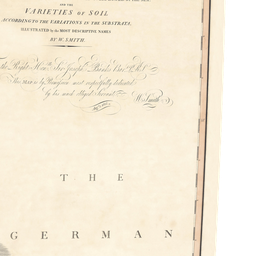 AND THE
VARIETIES OF SOIL
ACCORDING TO THE VARIATIONS IN THE SUBSTRATA,
ILLUSTRATED by the MOST DESCRIPTIVE NAMES
BY W. SMITH.
the Right Honble Sir Joseph Banks Bart P.R.S.
This MAP is by Permission most respectfully dedicated
by his much obliged Servant
W Smith
THE
GERMAN